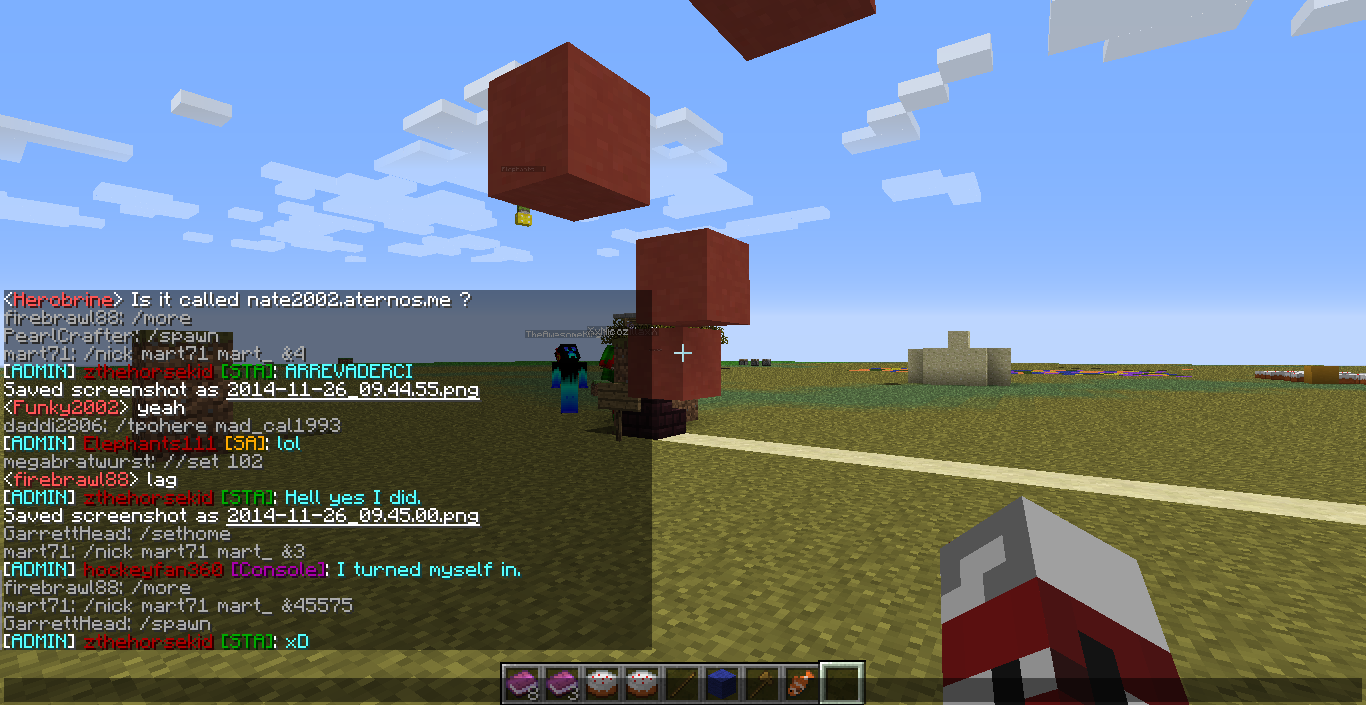 <Herobrine> Is it called nate2002.aternos.me ?
firebrawl88: /more
PearlCrafter: /spawn
mart71: /nick mart71 mart_ &4
[ADMIN] zthehorsekid [STA]: ARREVADERCI
Saved screenshot as 2014-11-26_09.44.55.png
<Funky2002> yeah
daddi2806: /tpohere mad_cal1993
[ADMIN] Elephants111 [SA]: lol
megabratwurst: //set 102
<firebrawl88> lag
[ADMIN] zthehorsekid [STA]: Hell yes I did.
Saved screenshot as 2014-11-26_09.45.00.png
GarrettHead: /sethome
mart71: /nick mart71 mart_ &3
[ADMIN] hockeyfan360 [Console]: I turned myself in.
firebrawl88: /more
mart71: /nick mart71 mart_ &45575
GarrettHead: /spawn
[ADMIN] zthehorsekid [STA]: xD
8